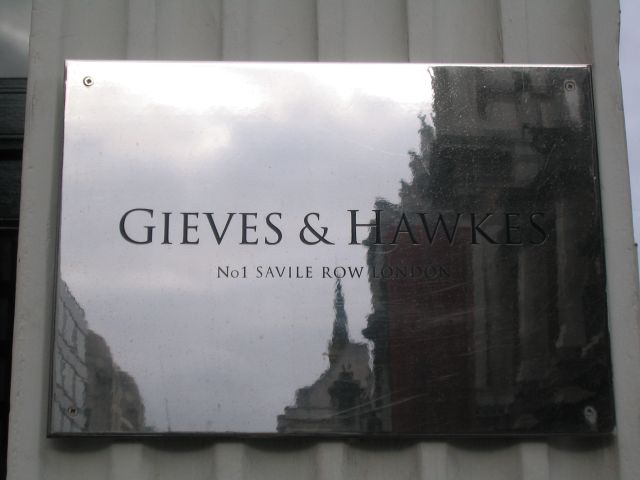 GIEVES & HAWKES
No1 SAVILE ROW LONDON